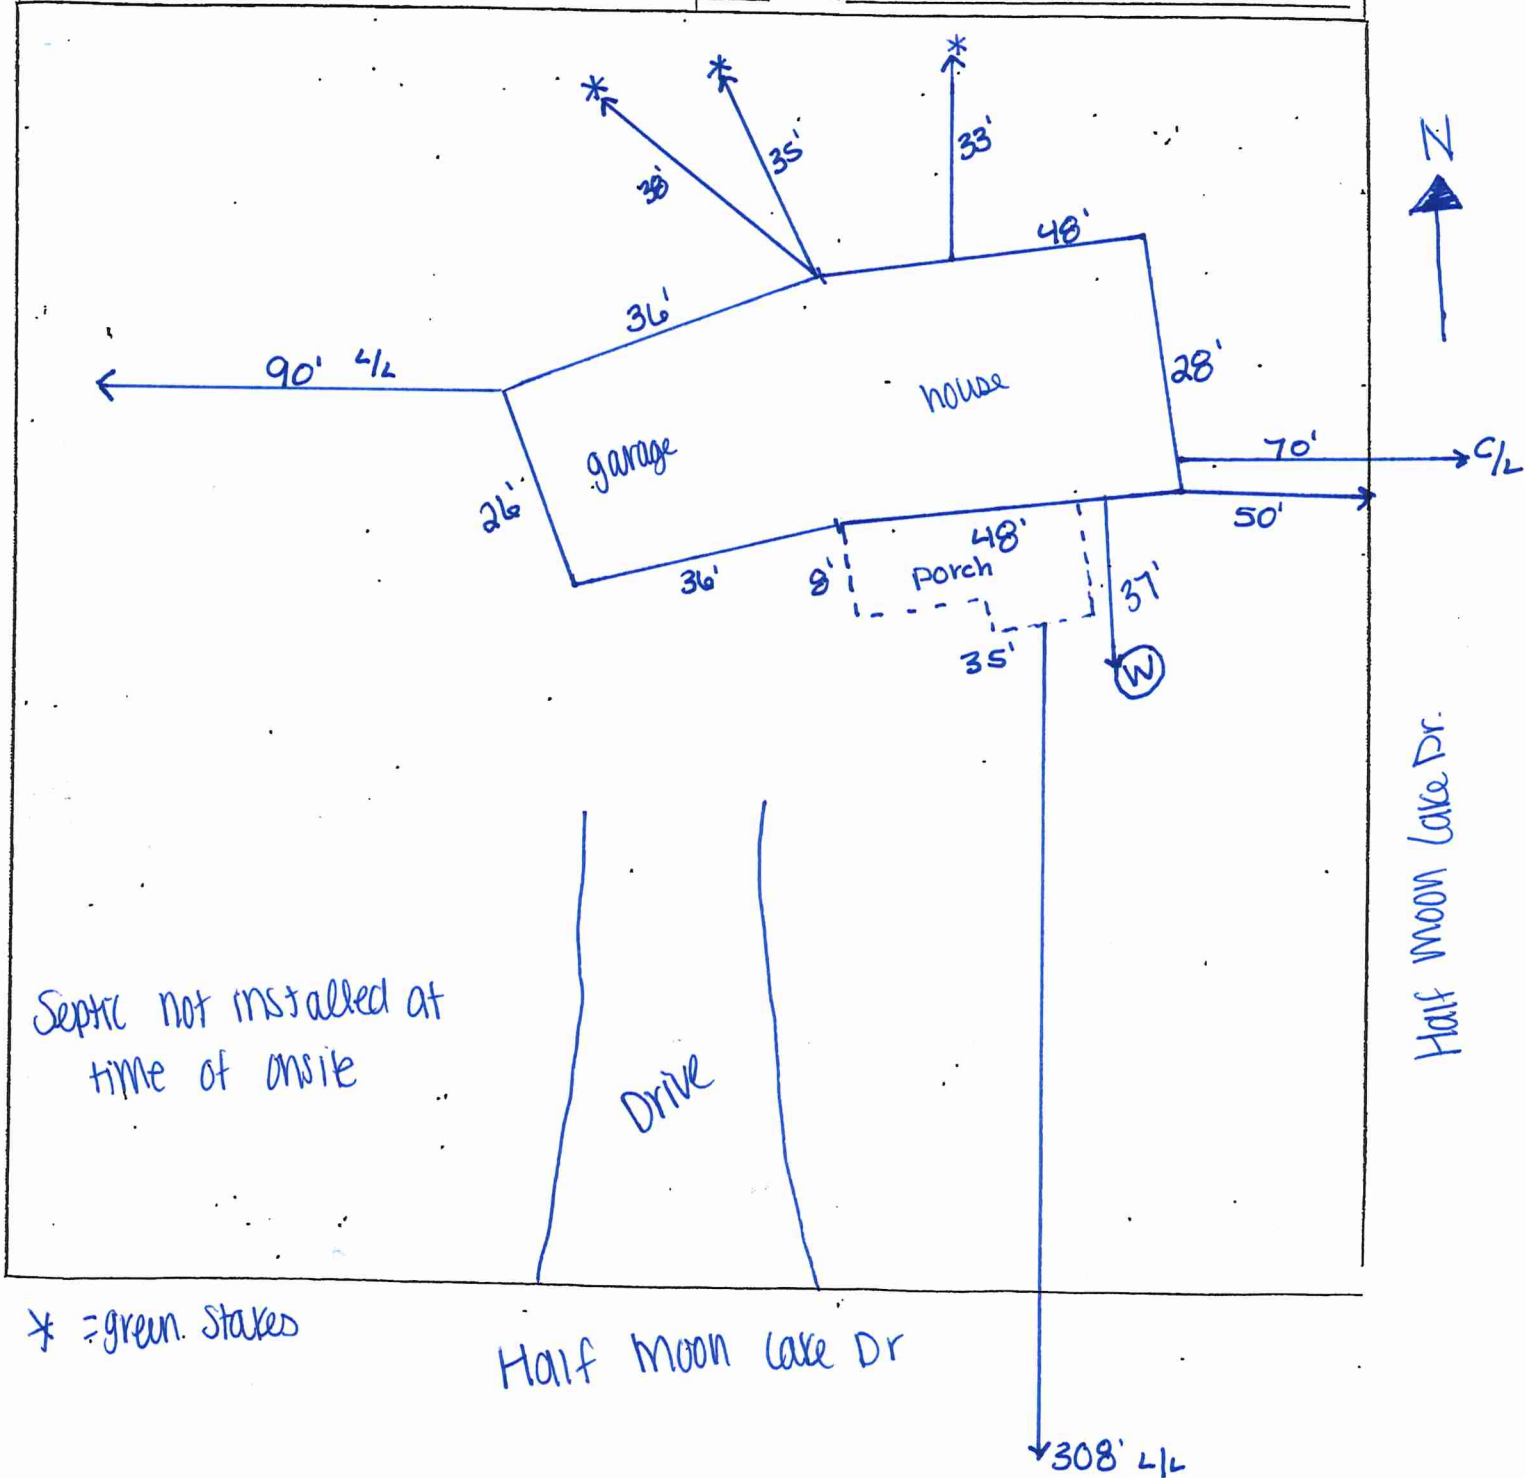 N
38'
35'
33'
48'
36'
90' L/L
28'
house
garage
70'
C/L
50'
26'
48'
36'
8'
porch
37'
35'
W
Half Moon Lake Dr.
Septic not installed at
time of onsite
Drive
* = green. Stakes
Half Moon Lake Dr
308' L/L